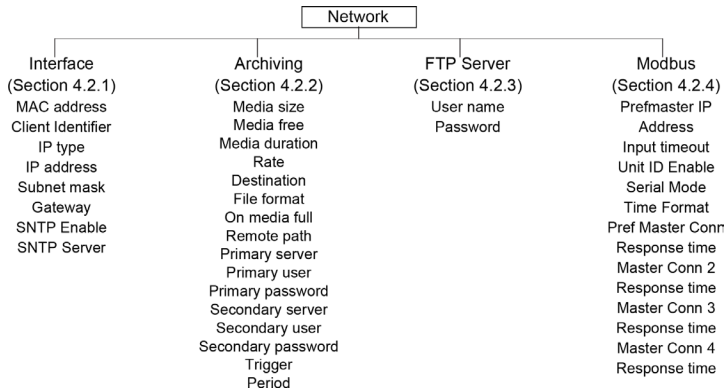 Network
Interface
(Section 4.2.1)
MAC address
Client Identifier
IP type
IP address
Subnet mask
Gateway
SNTP Enable
SNTP Server
Archiving
(Section 4.2.2)
Media size
Media free
Media duration
Rate
Destination
File format
On media full
Remote path
Primary server
Primary user
Primary password
Secondary server
Secondary user
Secondary password
Trigger
Period
FTP Server
(Section 4.2.3)
User name
Password
Modbus
(Section 4.2.4)
Prefmaster IP
Address
Input timeout
Unit ID Enable
Serial Mode
Time Format
Pref Master Conn
Response time
Master Conn 2
Response time
Master Conn 3
Response time
Master Conn 4
Response time